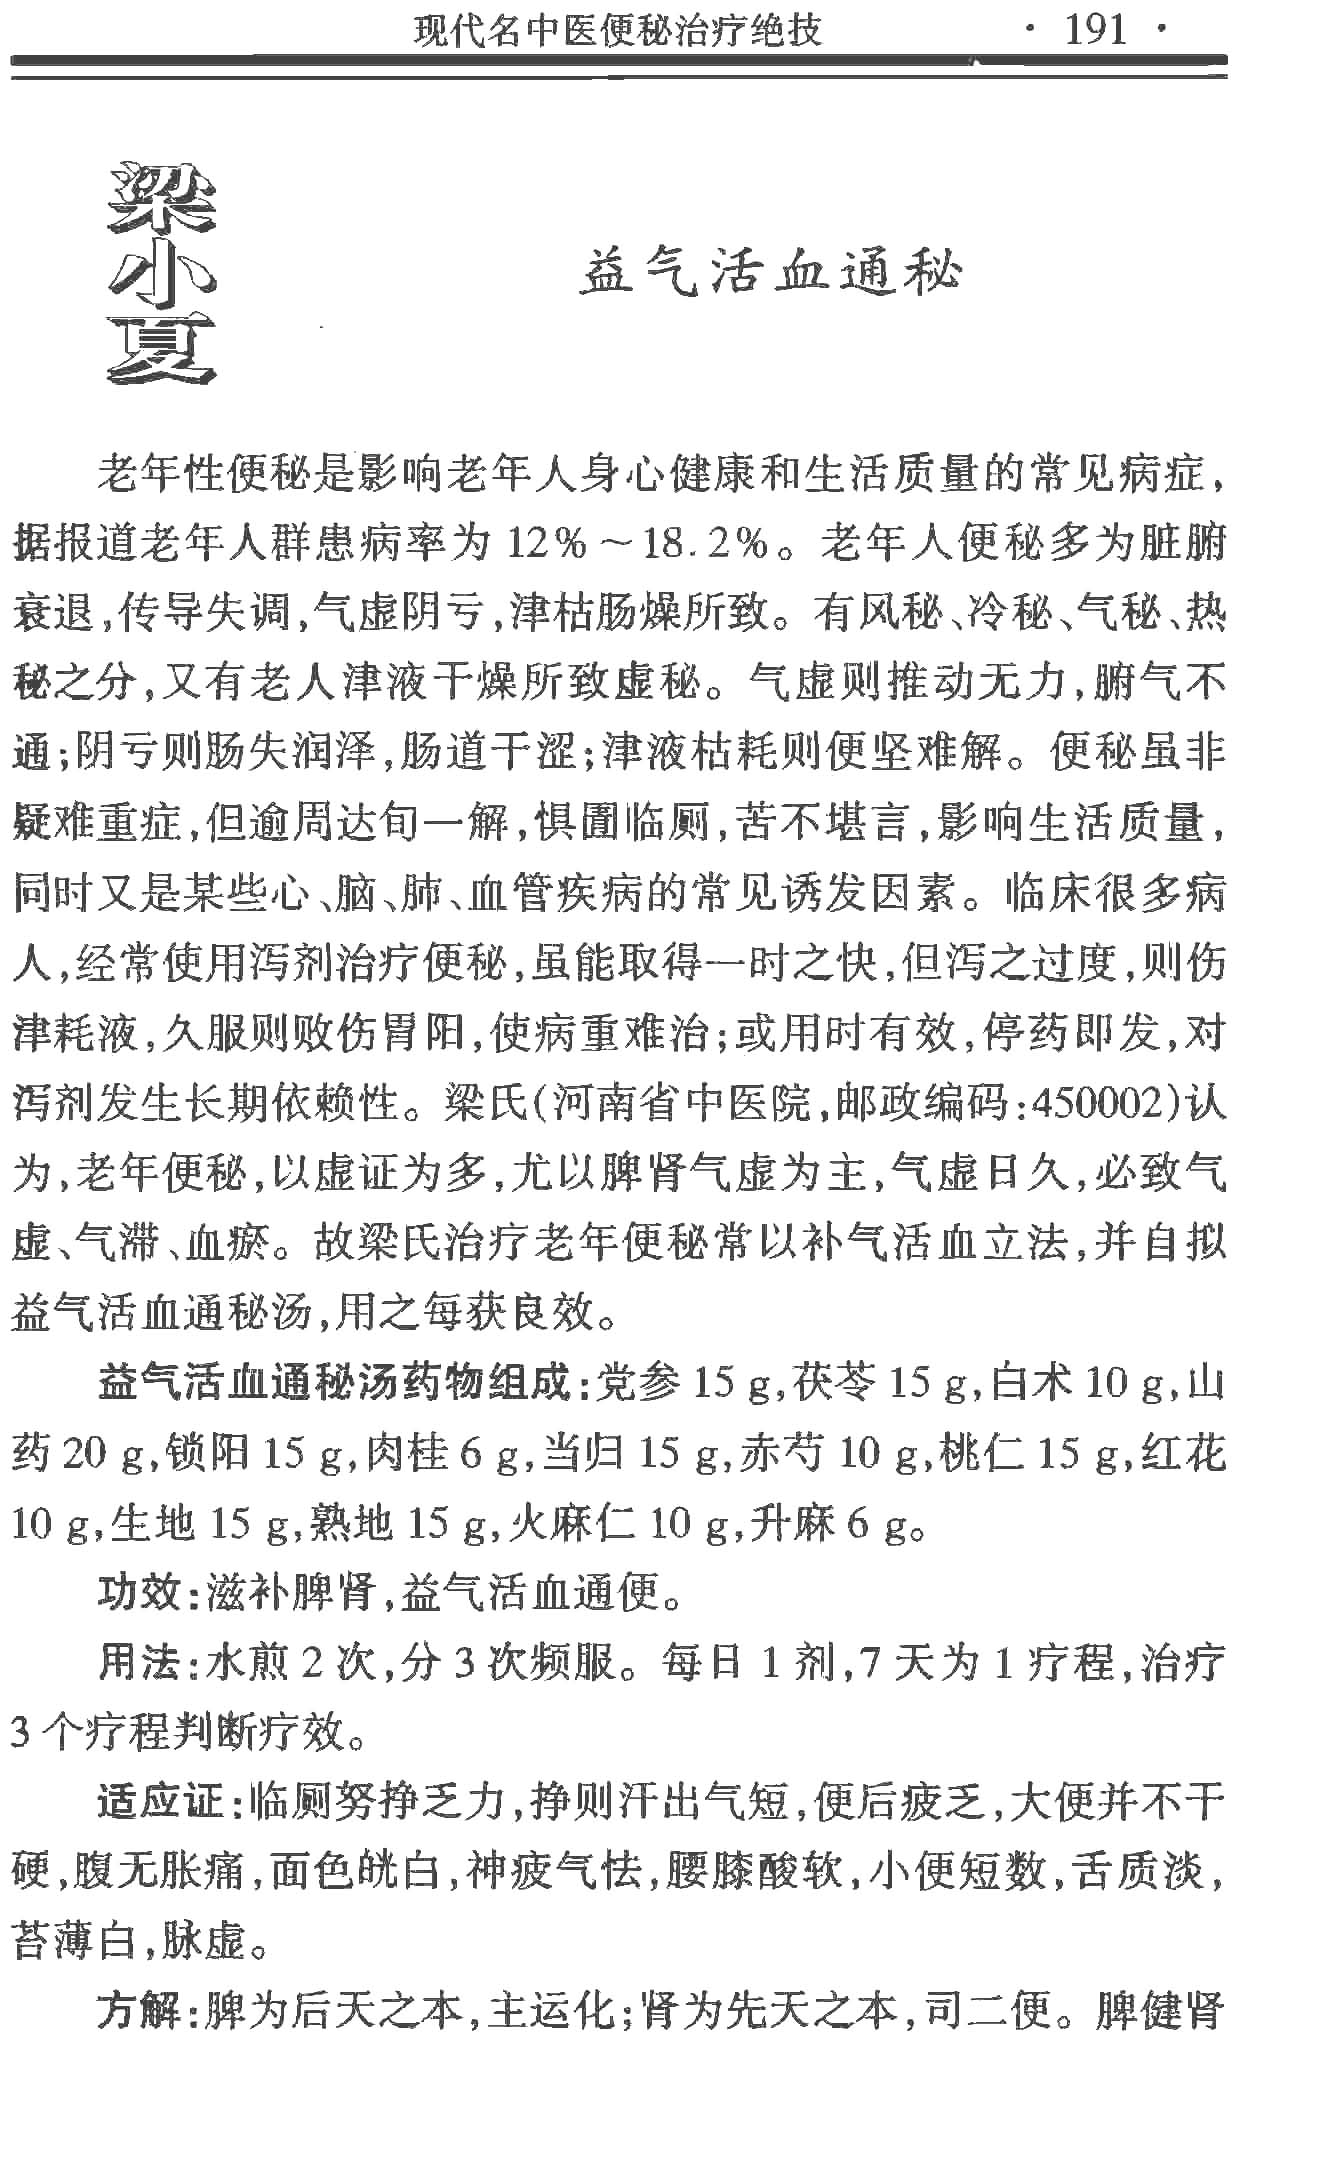 现代名中医便秘治疗绝技 · 191 ·
梁小夏
益气活血通秘
老年性便秘是影响老年人身心健康和生活质量的常见病症,
据报道老年人群患病率为 12%～18.2%。老年人便秘多为脏腑
衰退,传导失调,气虚阴亏,津枯肠燥所致。有风秘、冷秘、气秘、热
秘之分,又有老人津液干燥所致虚秘。气虚则推动无力,腑气不
通;阴亏则肠失润泽,肠道干涩;津液枯耗则便坚难解。便秘虽非
疑难重症,但逾周达旬一解,惧圊临厕,苦不堪言,影响生活质量,
同时又是某些心、脑、肺、血管疾病的常见诱发因素。临床很多病
人,经常使用泻剂治疗便秘,虽能取得一时之快,但泻之过度,则伤
津耗液,久服则败伤胃阳,使病重难治;或用时有效,停药即发,对
泻剂发生长期依赖性。梁氏(河南省中医院,邮政编码:450002)认
为,老年便秘,以虚证为多,尤以脾肾气虚为主,气虚日久,必致气
虚、气滞、血瘀。故梁氏治疗老年便秘常以补气活血立法,并自拟
益气活血通秘汤,用之每获良效。
益气活血通秘汤药物组成:党参 15 g,茯苓 15 g,白术 10 g,山
药 20 g,锁阳 15 g,肉桂 6 g,当归 15 g,赤芍 10 g,桃仁 15 g,红花
10 g,生地 15 g,熟地 15 g,火麻仁 10 g,升麻 6 g。
功效:滋补脾肾,益气活血通便。
用法:水煎 2 次,分 3 次频服。每日 1 剂,7 天为 1 疗程,治疗
3 个疗程判断疗效。
适应证:临厕努挣乏力,挣则汗出气短,便后疲乏,大便并不干
硬,腹无胀痛,面色㿠白,神疲气怯,腰膝酸软,小便短数,舌质淡,
苔薄白,脉虚。
方解:脾为后天之本,主运化;肾为先天之本,司二便。脾健肾